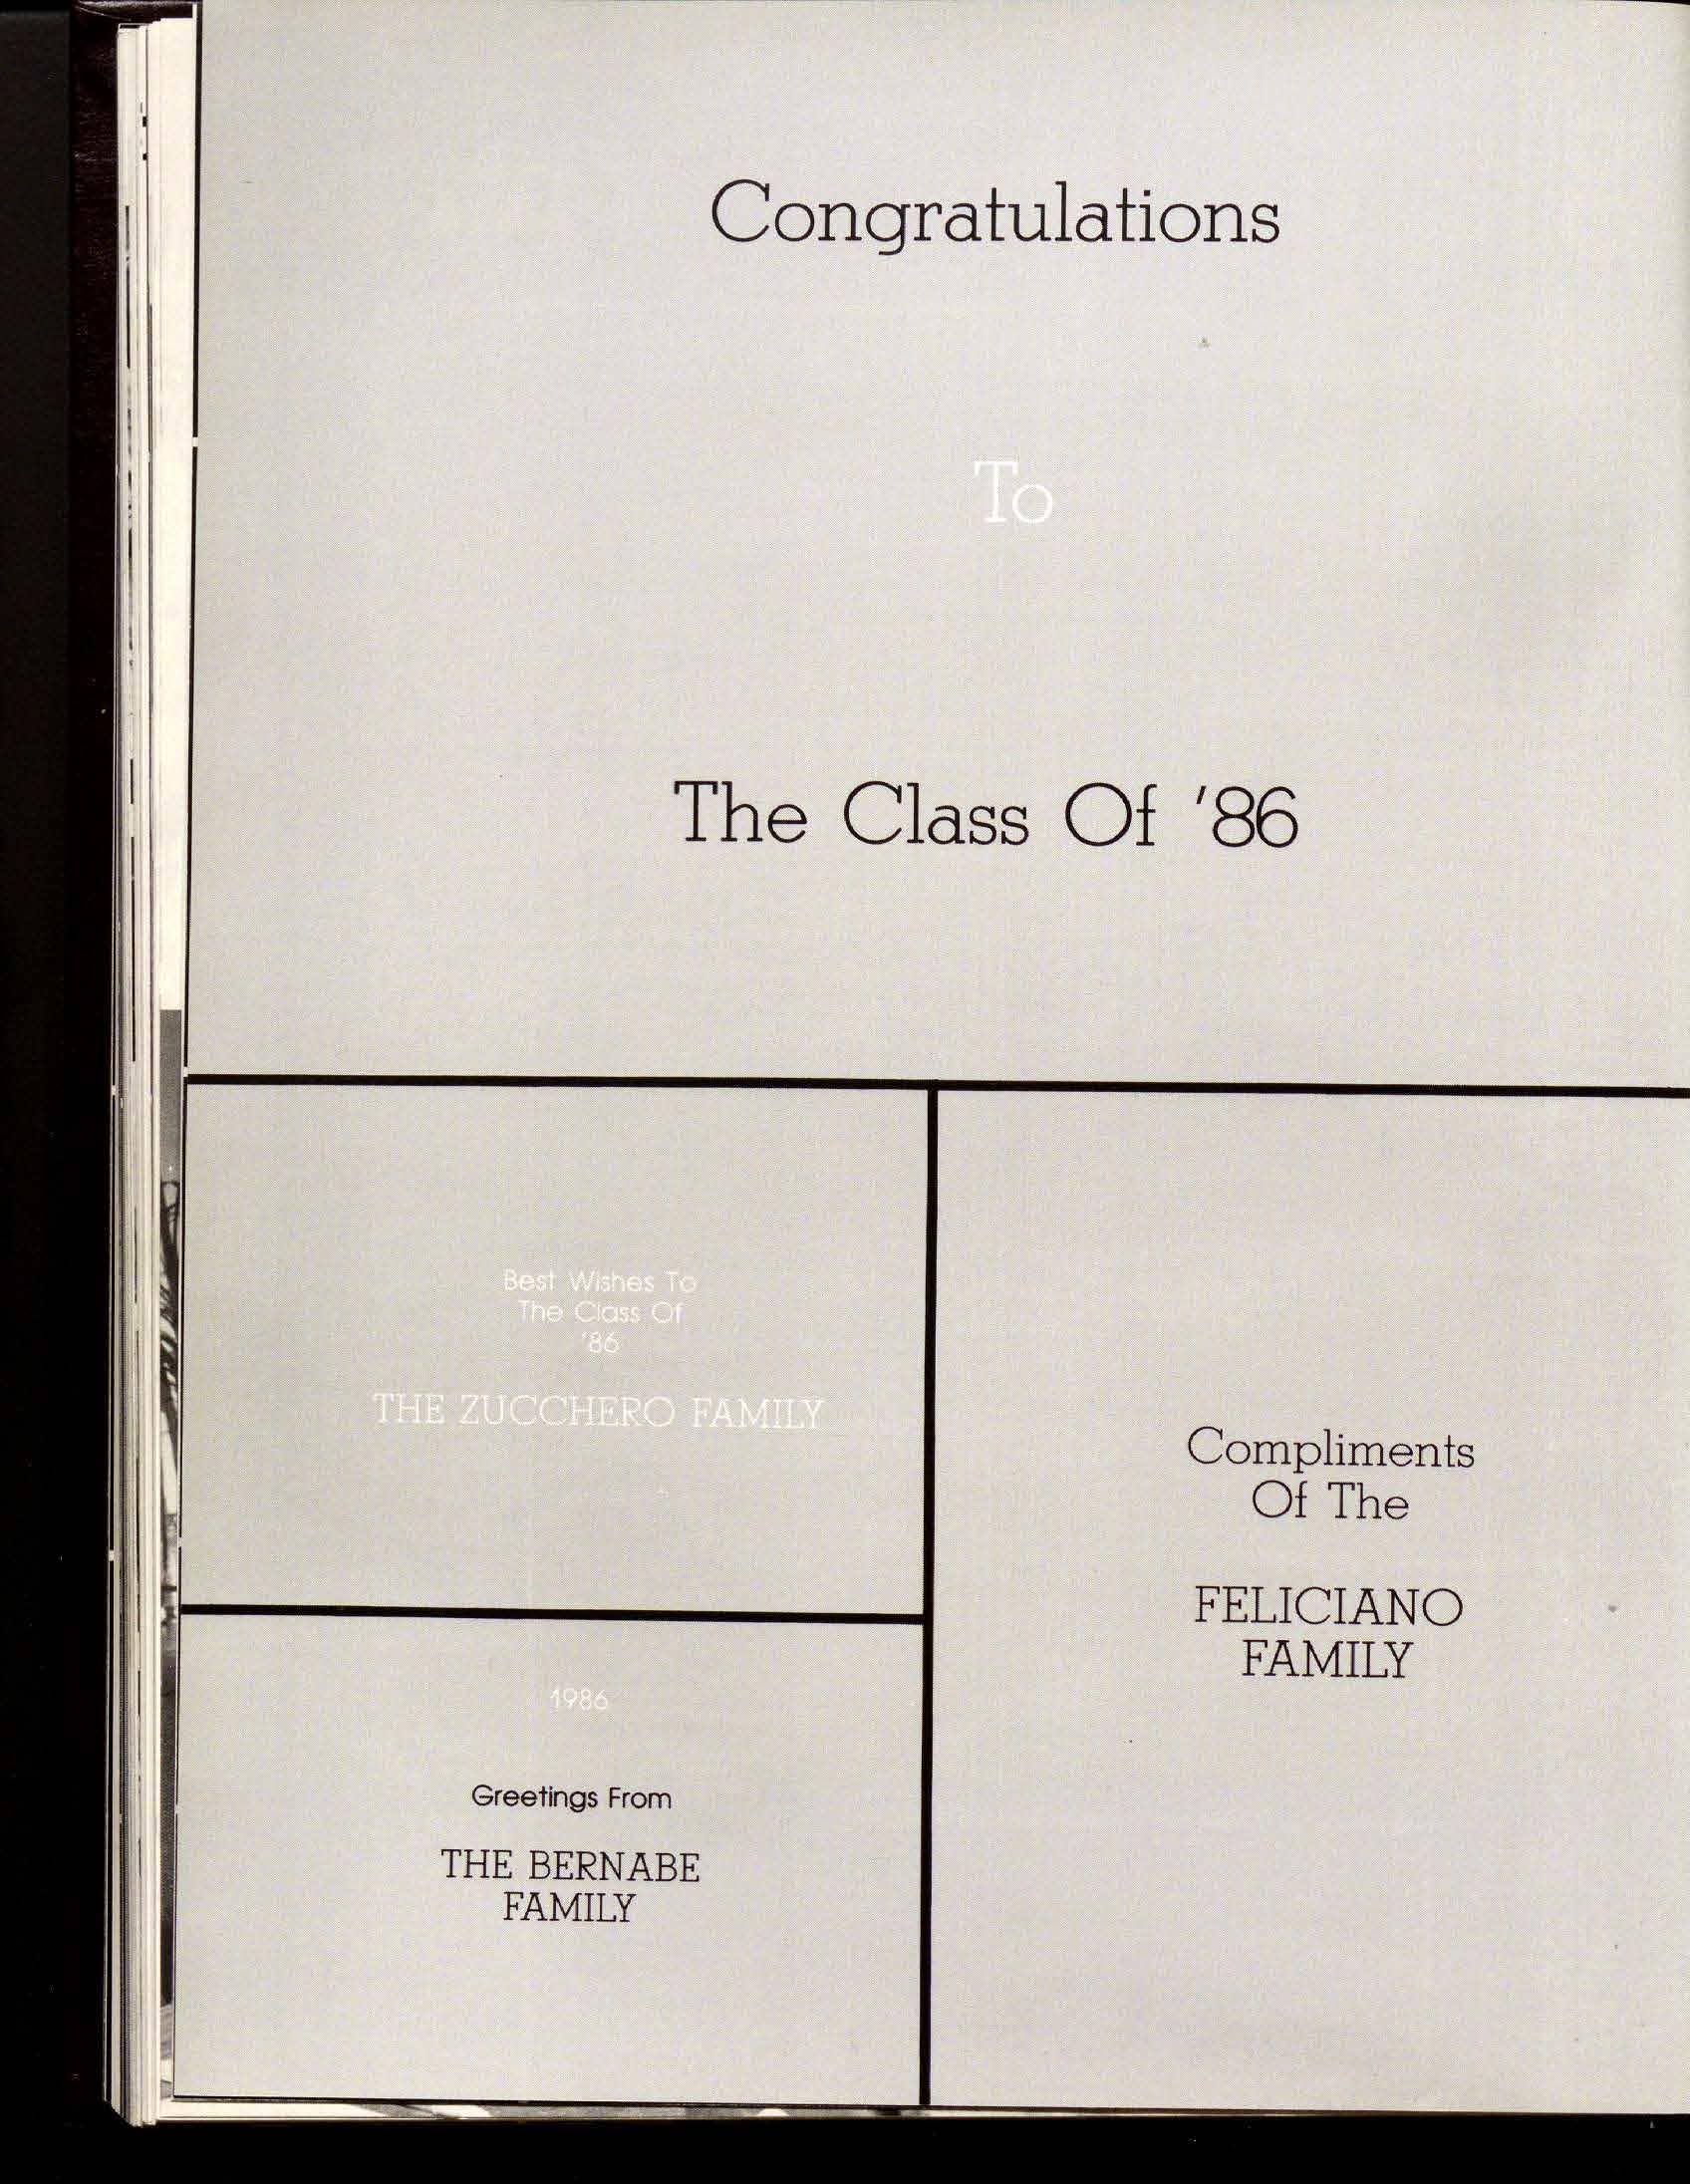 Congratulations
To
The Class Of '86
Best Wishes To
The Class Of
'86
THE ZUCCHERO FAMILY
1986
Greetings From
THE BERNABE
FAMILY
Compliments
Of The
FELICIANO
FAMILY